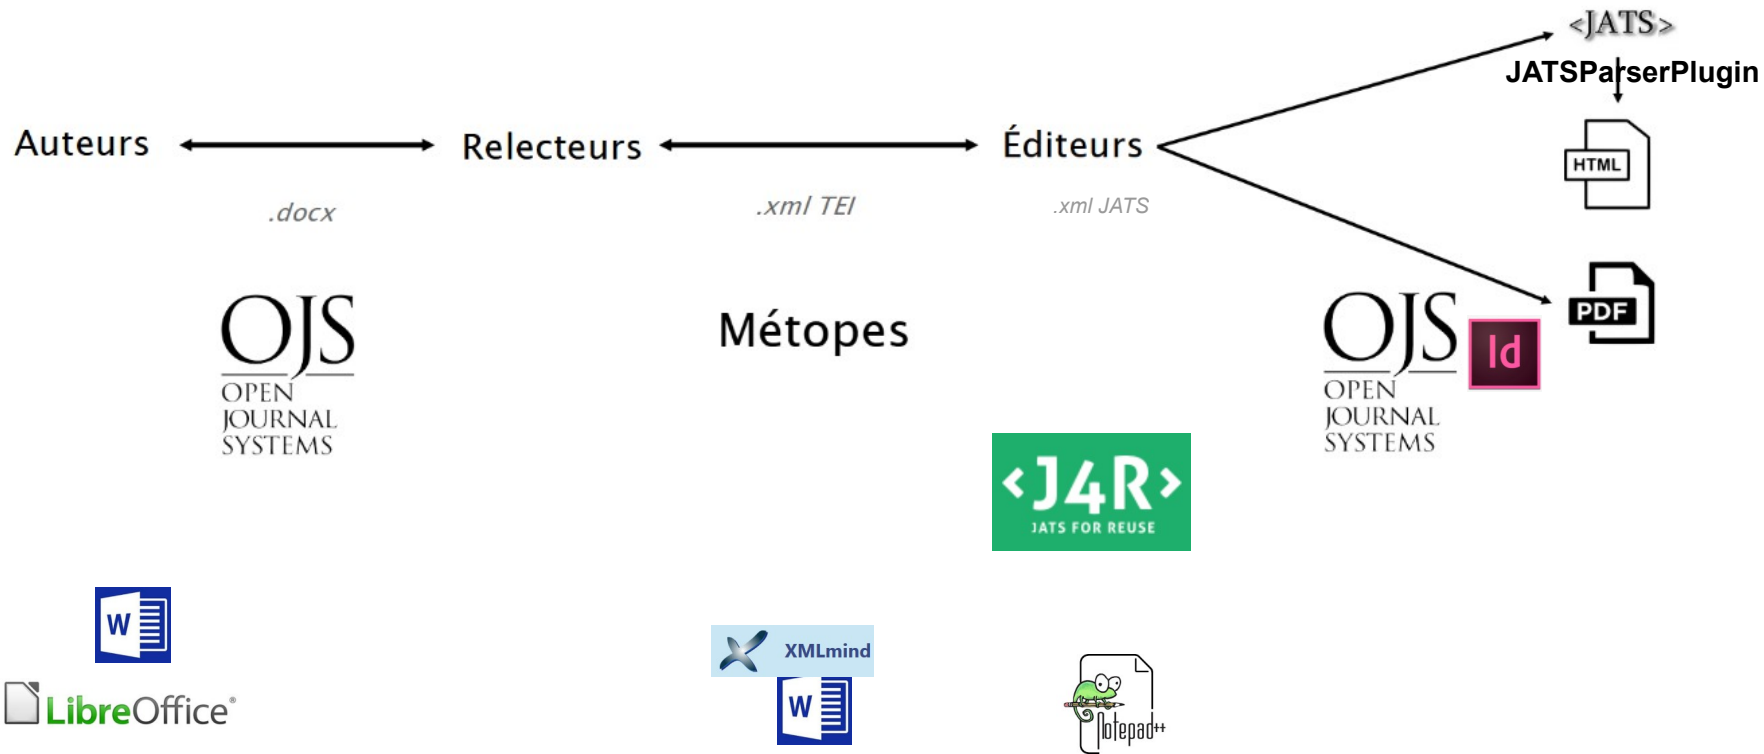 <JATS>
JATSParserPlugin
Auteurs
Relecteurs
Éditeurs
HTML
.docx
.xml TEI
.xml JATS
OJS
OPEN
JOURNAL
SYSTEMS
Métopes
OJS
OPEN
JOURNAL
SYSTEMS
Id
PDF
<J4R>
JATS FOR REUSE
W
LibreOffice®
XMLmind
W
Notepad++